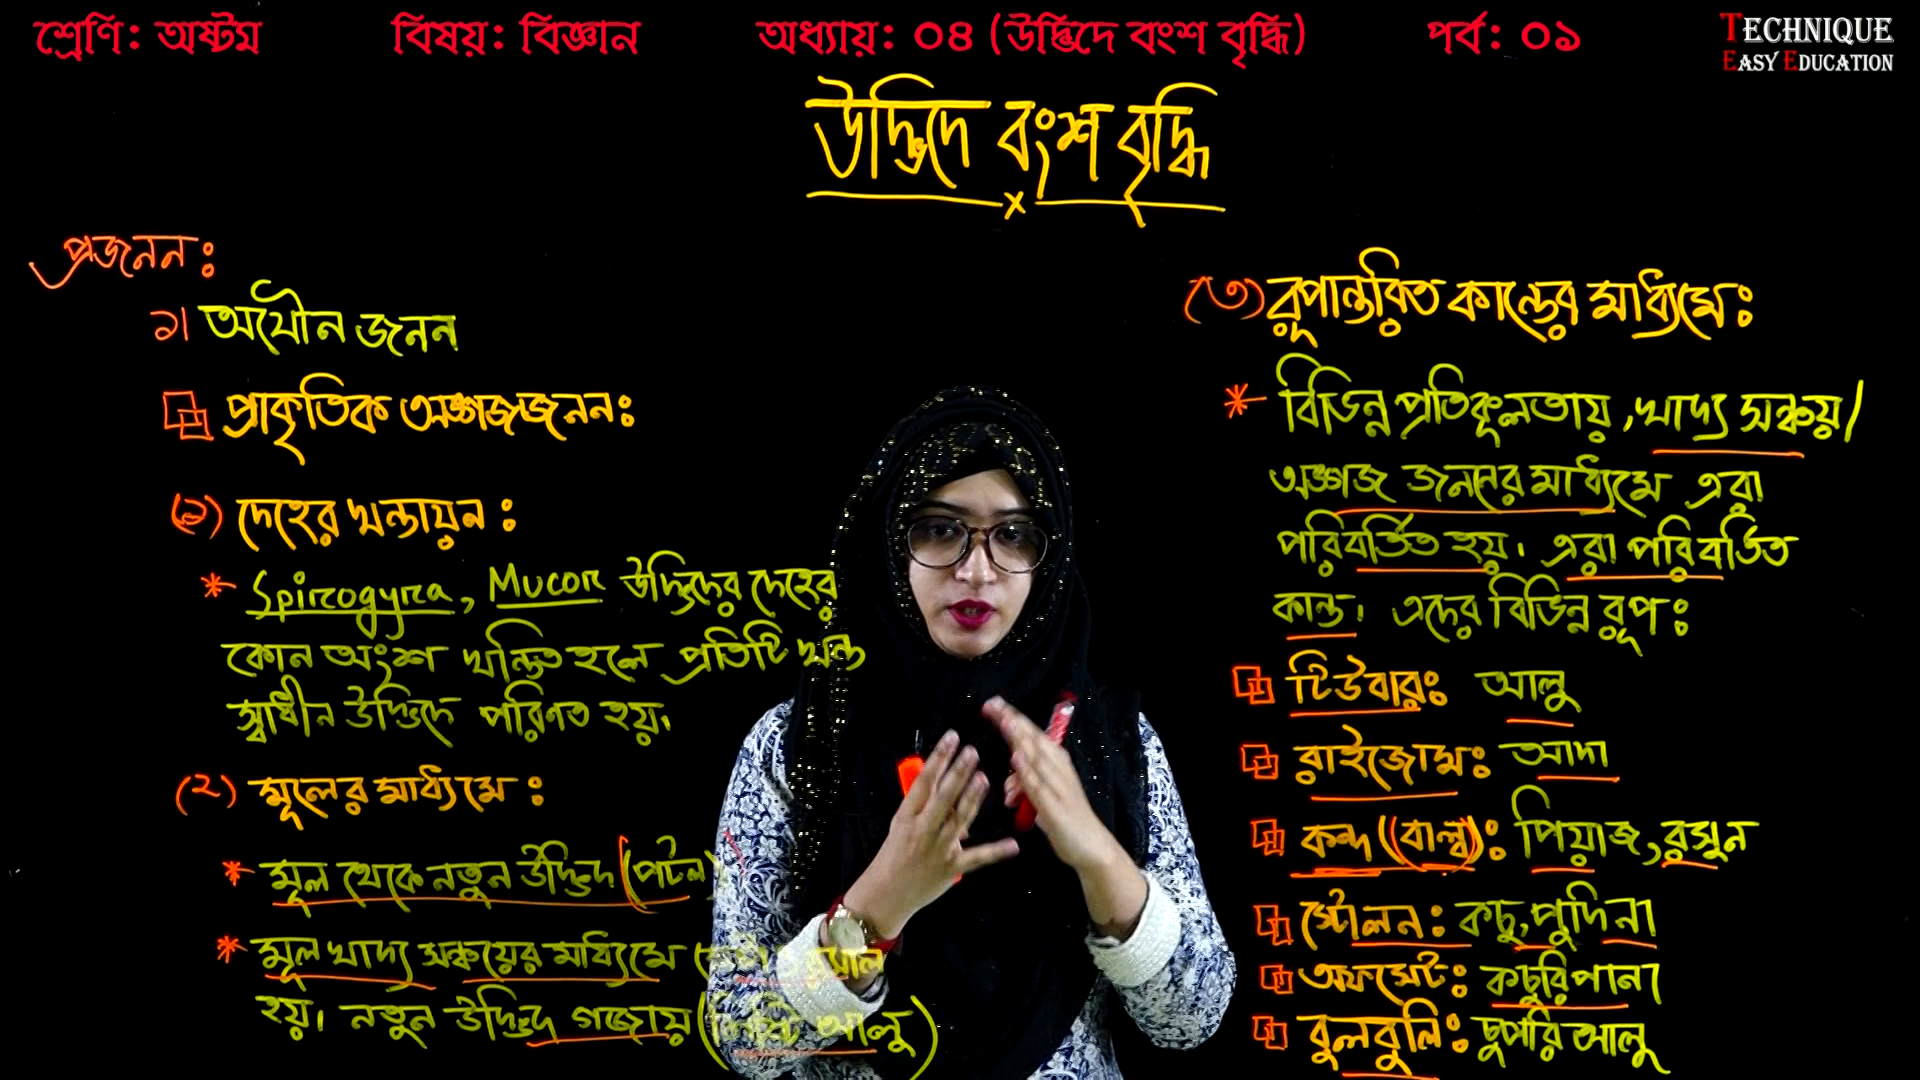 শ্রেণি: অষ্টম বিষয়: বিজ্ঞান অধ্যায়: ০৪ (উদ্ভিদে বংশ বৃদ্ধি) পর্ব: ০১
TECHNIQUE
EASY EDUCATION
উদ্ভিদে বংশ বৃদ্ধি
প্রজনন:
১। অযৌন জনন
প্রাকৃতিক অঙ্গজজনন:
(১) দেহের খন্ডায়ন:
* Spirogyra, Mucor উদ্ভিদের দেহের
কোন অংশ খন্ডিত হলে প্রতিটি খন্ড
স্বাধীন উদ্ভিদে পরিণত হয়।
(২) মূলের মাধ্যমে:
* মূল থেকে নতুন উদ্ভিদ (পটল)
* মূল খাদ্য সঞ্চয়ের মাধ্যমে
হয়। নতুন উদ্ভিদ গজায় (মিষ্টি আলু)
(৩) রূপান্তরিত কান্ডের মাধ্যমে:
* বিভিন্ন প্রতিকূলতায়, খাদ্য সঞ্চয়/
অঙ্গজ জননের মাধ্যমে এরা
পরিবর্তিত হয়। এরা পরিবর্তিত
কান্ড। এদের বিভিন্ন রূপ:
টিউবার: আলু
রাইজোম: আদা
কন্দ (বাল্ব): পিয়াজ, রসুন
স্টোলন: কচু, পুদিনা
অফসেট: কচুরিপানা
বুলবুলি: চুপরি আলু